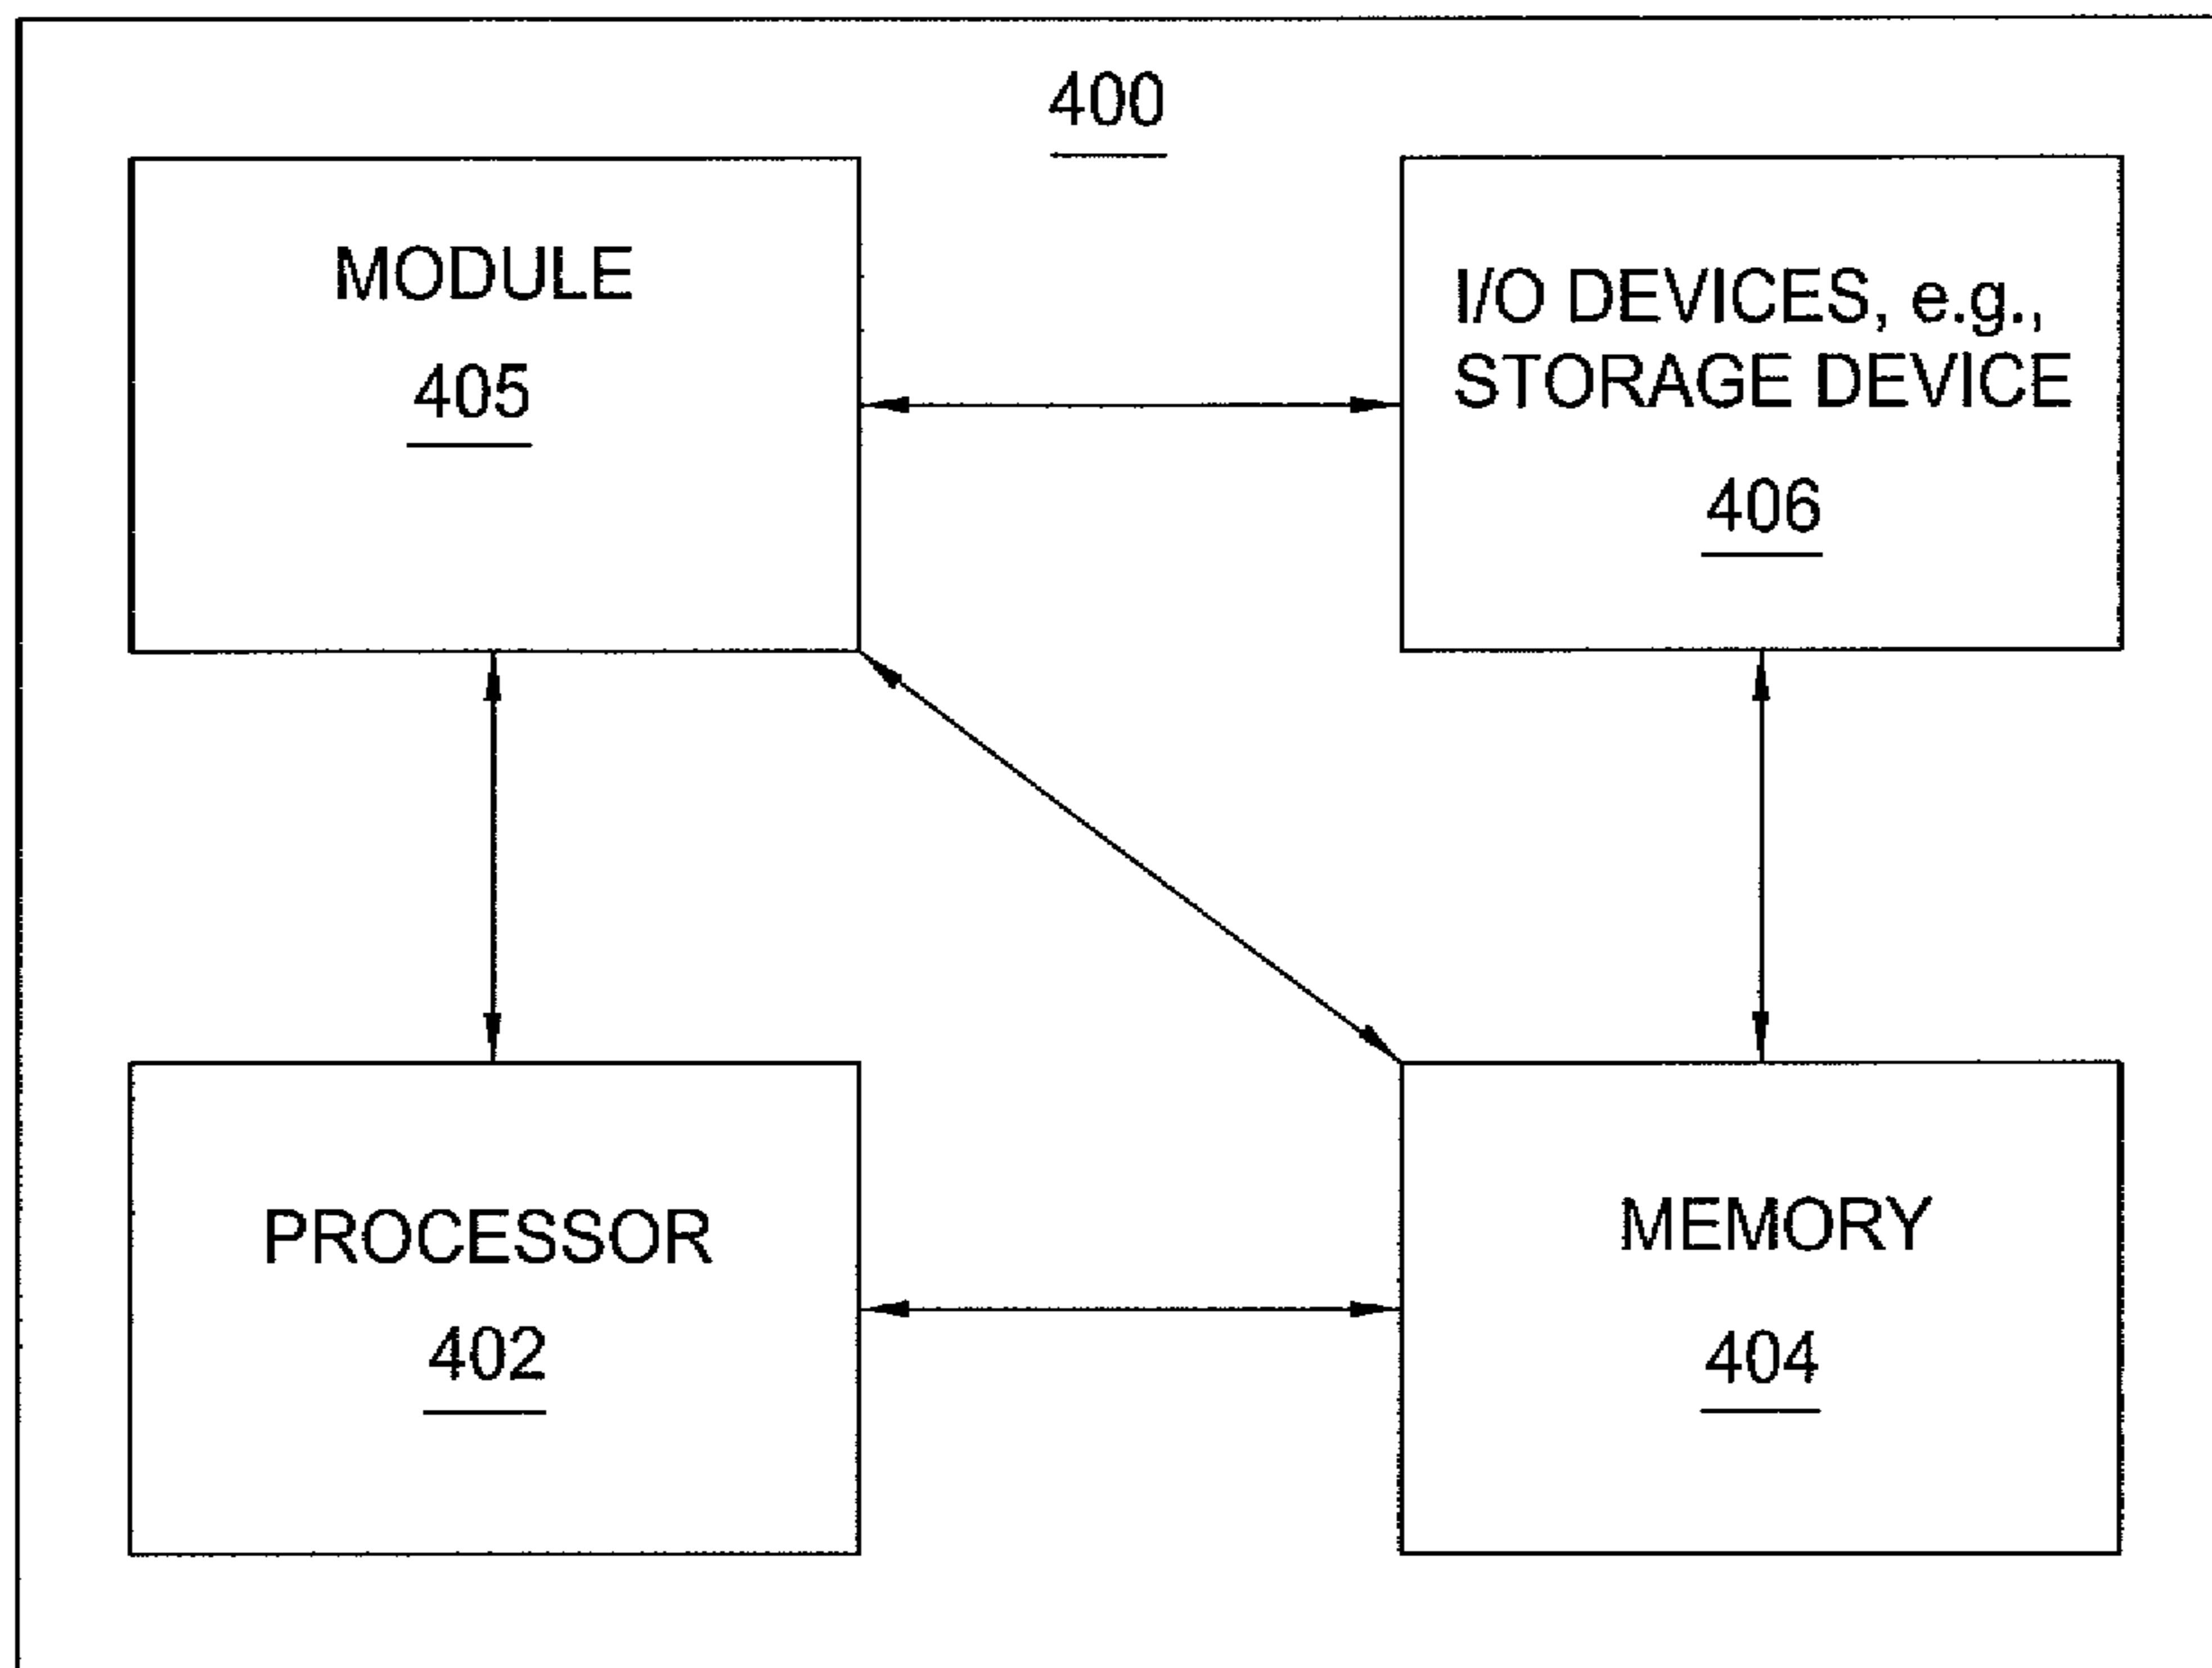 400
MODULE
405
I/O DEVICES, e.g.,
STORAGE DEVICE
406
PROCESSOR
402
MEMORY
404